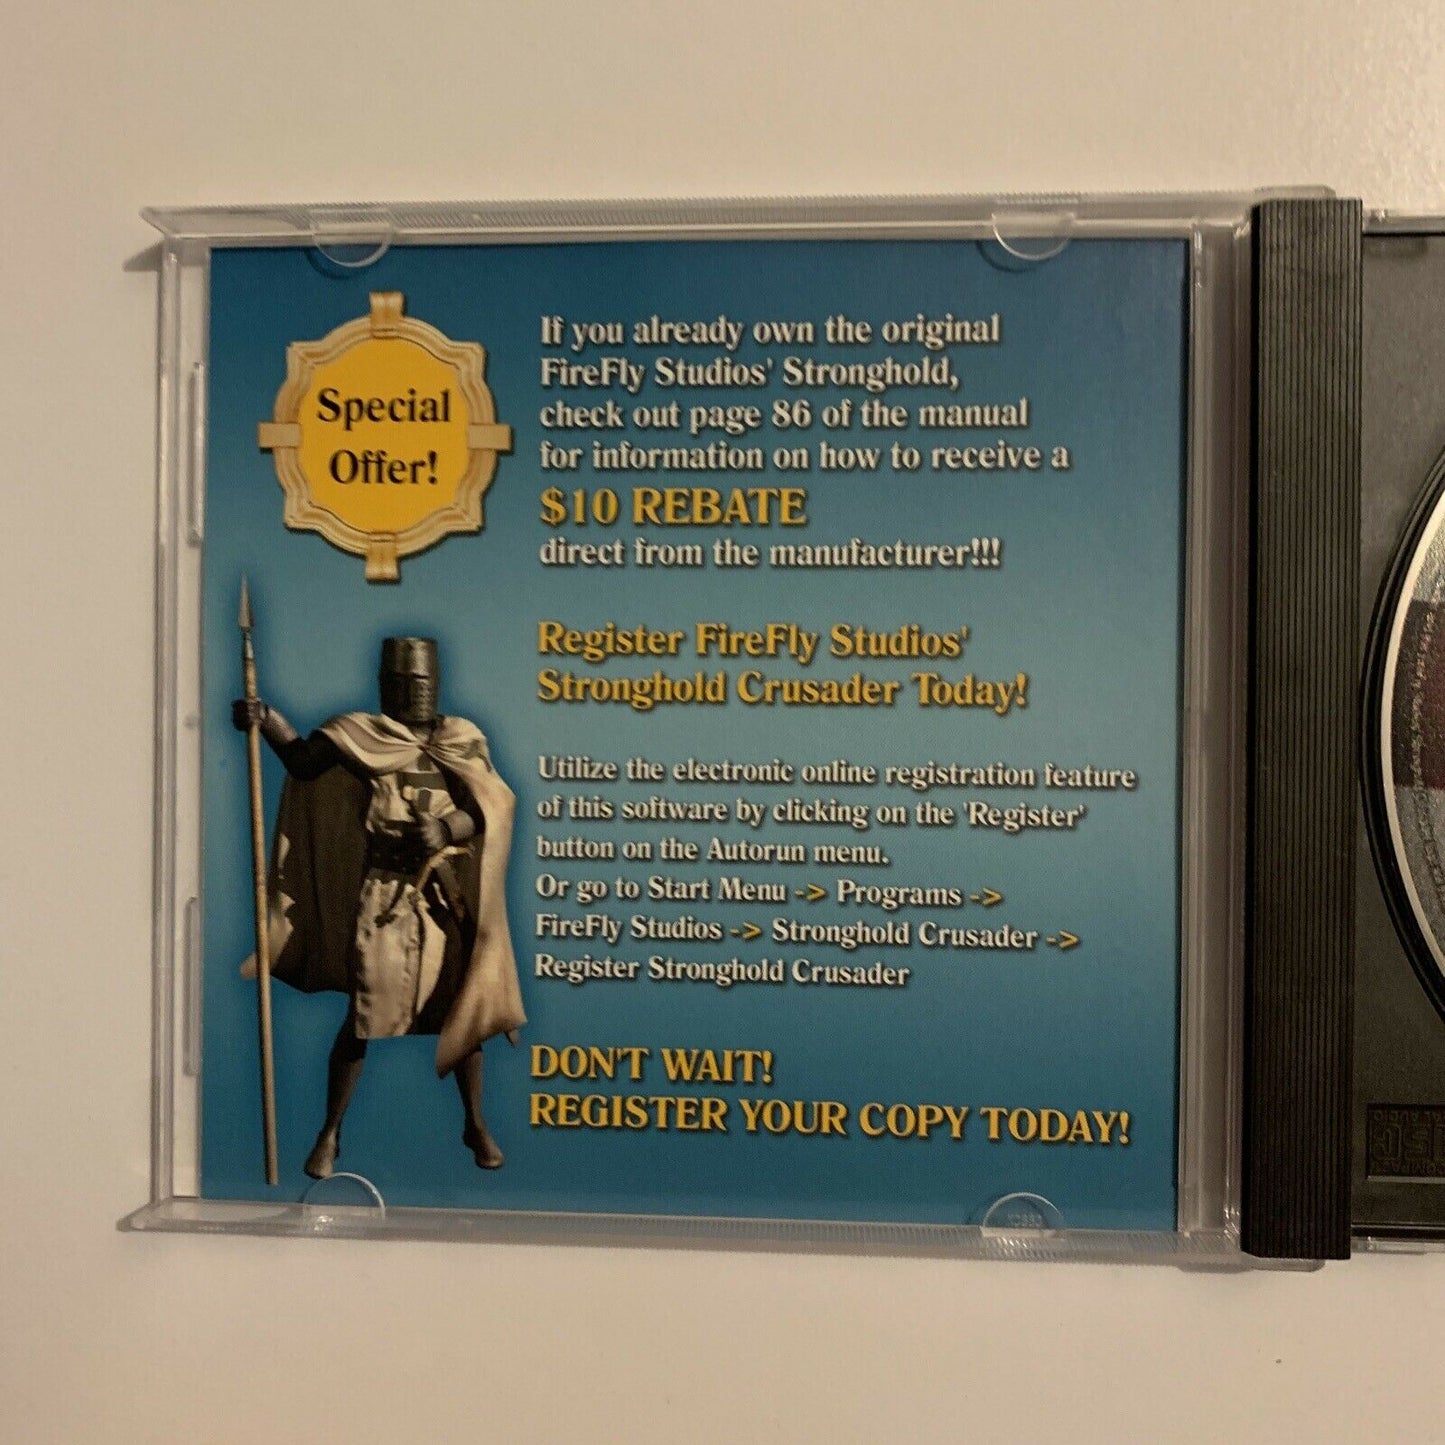 Special
Offer!
If you already own the original
FireFly Studios' Stronghold,
check out page 86 of the manual
for information on how to receive a
$10 REBATE
direct from the manufacturer!!!
Register FireFly Studios'
Stronghold Crusader Today!
Utilize the electronic online registration feature
of this software by clicking on the 'Register'
button on the Autorun menu.
Or go to Start Menu -> Programs ->
FireFly Studios -> Stronghold Crusader ->
Register Stronghold Crusader
DON'T WAIT!
REGISTER YOUR COPY TODAY!